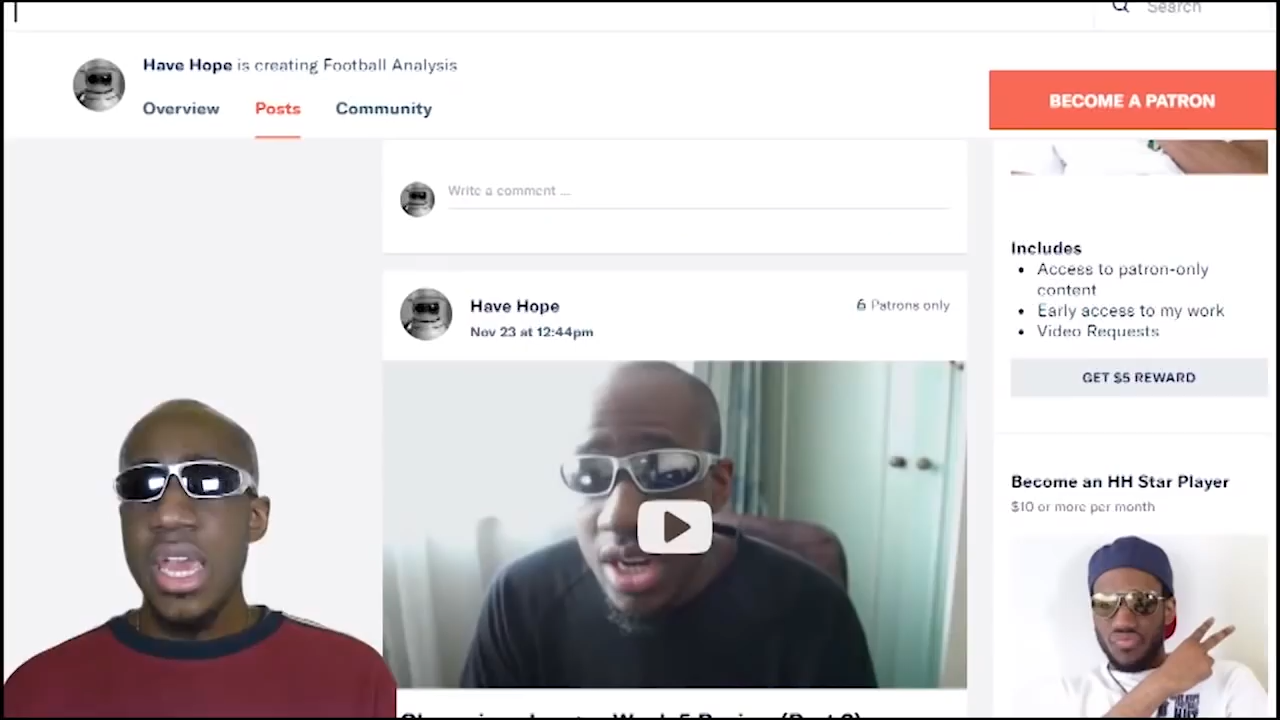 Search
Have Hope is creating Football Analysis
Overview
Posts
Community
BECOME A PATRON
Write a comment ...
Have Hope
6 Patrons only
Nov 23 at 12:44pm
Includes
• Access to patron-only
content
• Early access to my work
• Video Requests
GET $5 REWARD
Become an HH Star Player
$10 or more per month